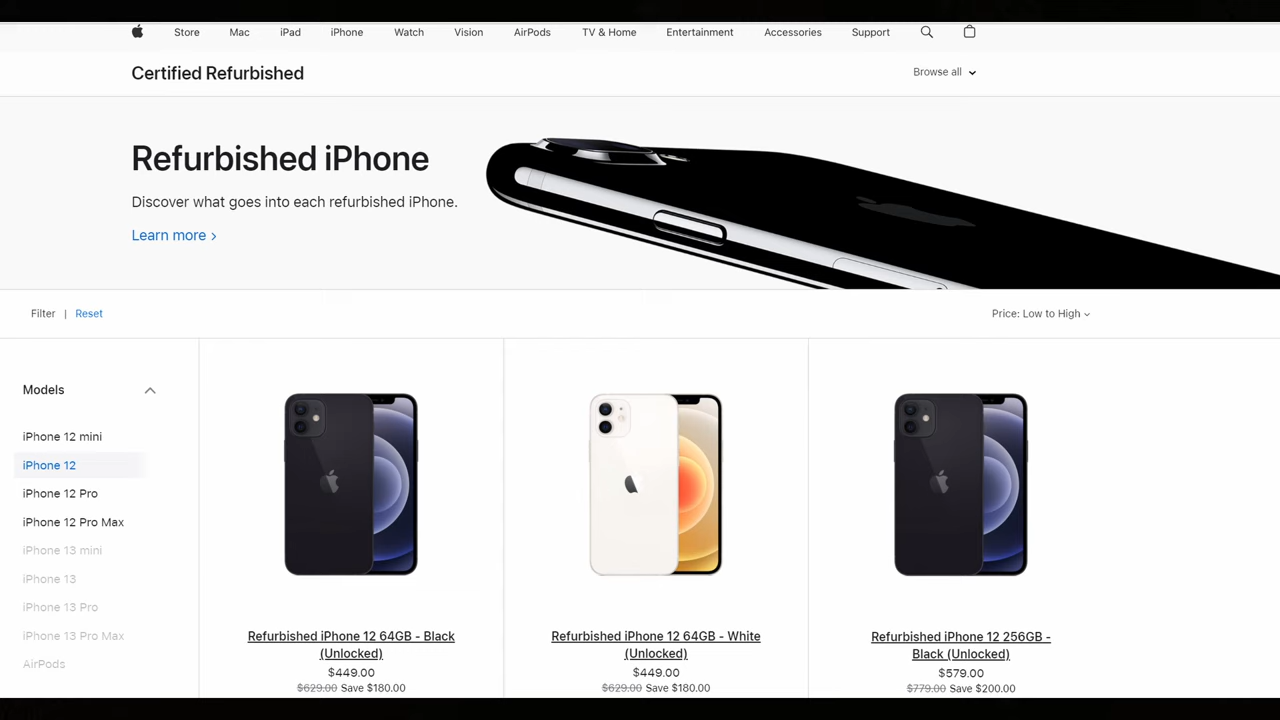 Store Mac iPad iPhone Watch Vision AirPods TV & Home Entertainment Accessories Support
Certified Refurbished
Browse all
Refurbished iPhone
Discover what goes into each refurbished iPhone.
Learn more >
Filter | Reset
Price: Low to High
Models
iPhone 12 mini
iPhone 12
iPhone 12 Pro
iPhone 12 Pro Max
iPhone 13 mini
iPhone 13
iPhone 13 Pro
iPhone 13 Pro Max
AirPods
Refurbished iPhone 12 64GB - Black
(Unlocked)
$449.00
$629.00 Save $180.00
Refurbished iPhone 12 64GB - White
(Unlocked)
$449.00
$629.00 Save $180.00
Refurbished iPhone 12 256GB -
Black (Unlocked)
$579.00
$779.00 Save $200.00